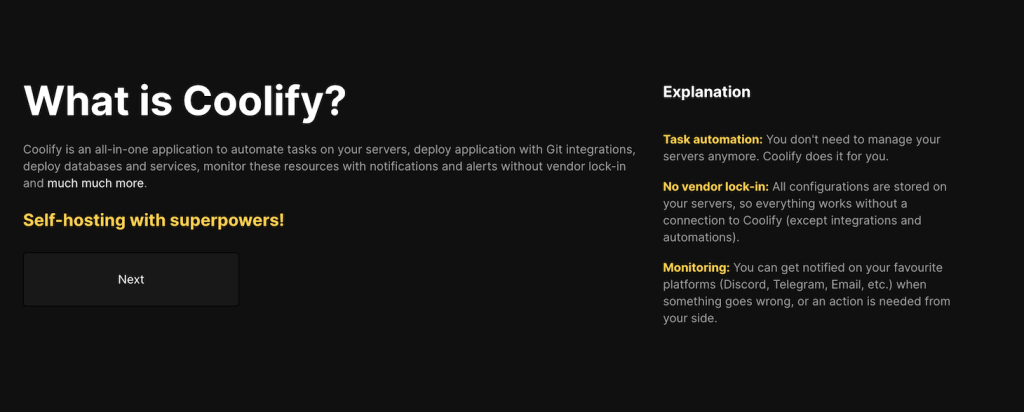 What is Coolify?
Coolify is an all-in-one application to automate tasks on your servers, deploy application with Git integrations,
deploy databases and services, monitor these resources with notifications and alerts without vendor lock-in
and much much more.
Self-hosting with superpowers!
Next
Explanation
Task automation: You don't need to manage your
servers anymore. Coolify does it for you.
No vendor lock-in: All configurations are stored on
your servers, so everything works without a
connection to Coolify (except integrations and
automations).
Monitoring: You can get notified on your favourite
platforms (Discord, Telegram, Email, etc.) when
something goes wrong, or an action is needed from
your side.